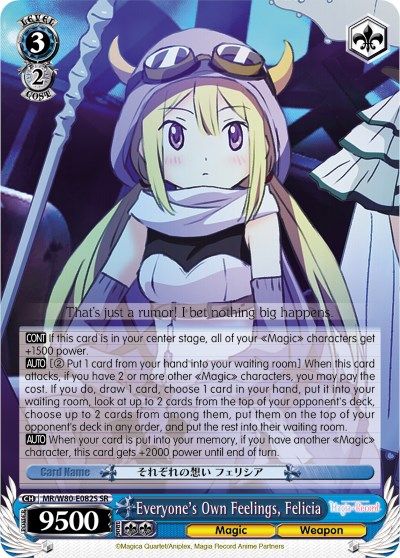 LEVEL
3
2
COST
That's just a rumor! I bet nothing big happens.
CONT If this card is in your center stage, all of your «Magic» characters get
+1500 power.
AUTO [② Put 1 card from your hand into your waiting room] When this card
attacks, if you have 2 or more other «Magic» characters, you may pay the
cost. If you do, draw 1 card, choose 1 card in your hand, put it into your
waiting room, look at up to 2 cards from the top of your opponent's deck,
choose up to 2 cards from among them, put them on the top of your
opponent's deck in any order, and put the rest into their waiting room.
AUTO When your card is put into your memory, if you have another «Magic»
character, this card gets +2000 power until end of turn.
Card Name
それぞれの想い フェリシア
CH MR/W80-E082S SR
Everyone's Own Feelings, Felicia
POWER
9500
Magic
Weapon
©Magica Quartet/Aniplex, Magia Record Anime Partners